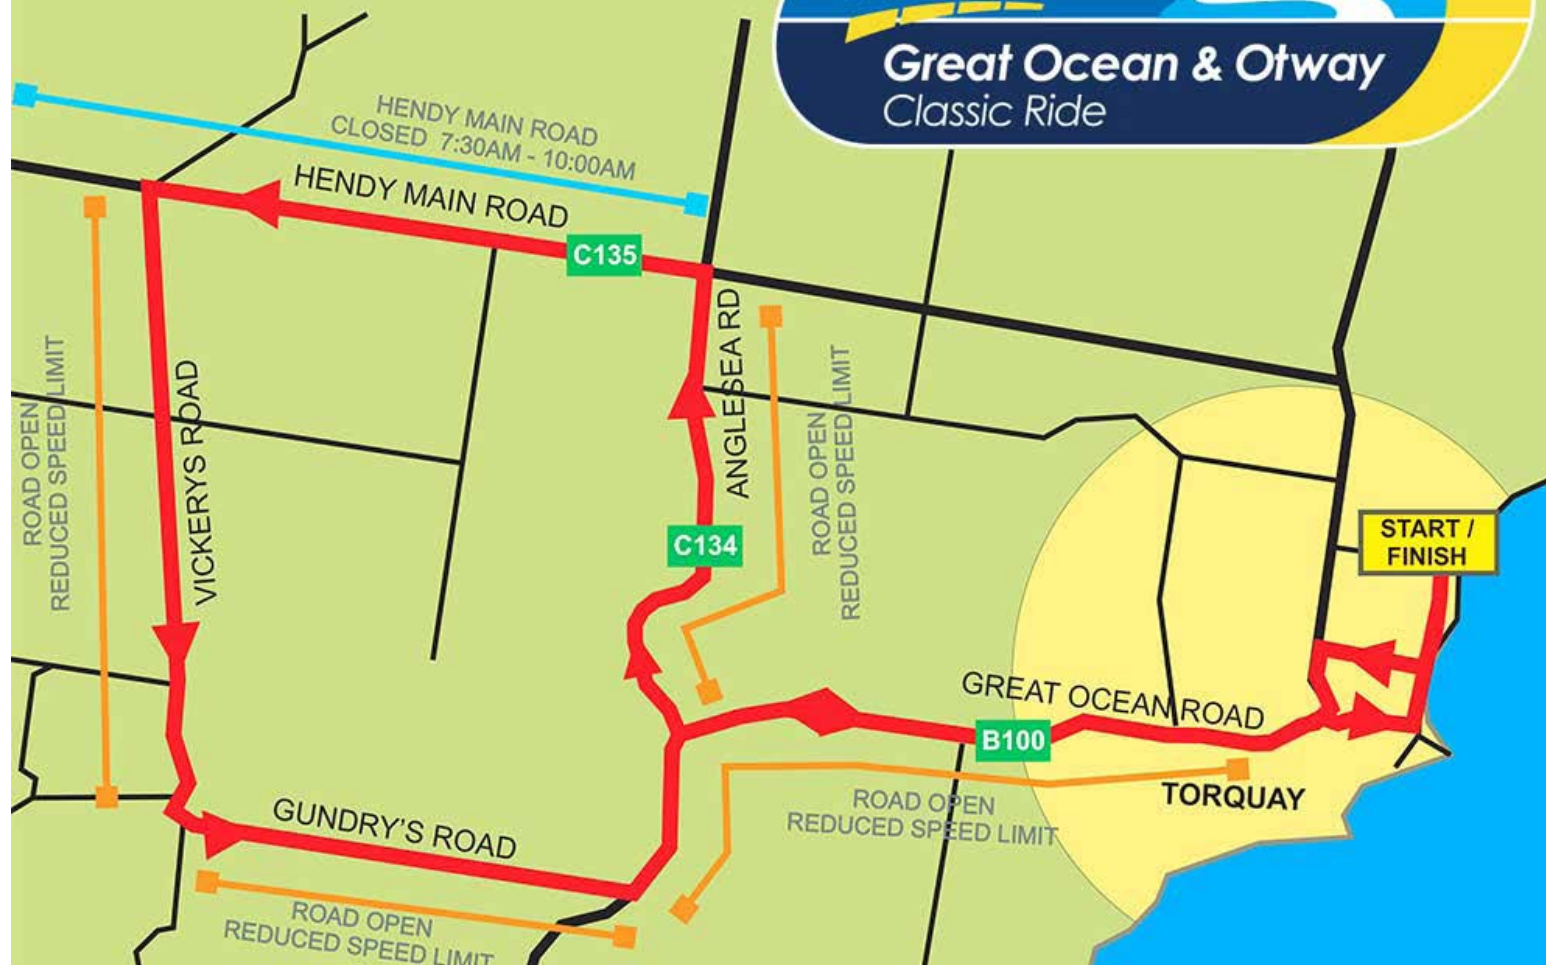 Great Ocean & Otway
Classic Ride
HENDY MAIN ROAD
CLOSED 7:30AM - 10:00AM
HENDY MAIN ROAD
C135
ANGLESEA RD
ROAD OPEN
REDUCED SPEED LIMIT
VICKERYS ROAD
ROAD OPEN
REDUCED SPEED LIMIT
C134
START /
FINISH
GREAT OCEAN ROAD
B100
TORQUAY
ROAD OPEN
REDUCED SPEED LIMIT
GUNDRY'S ROAD
ROAD OPEN
REDUCED SPEED LIMIT